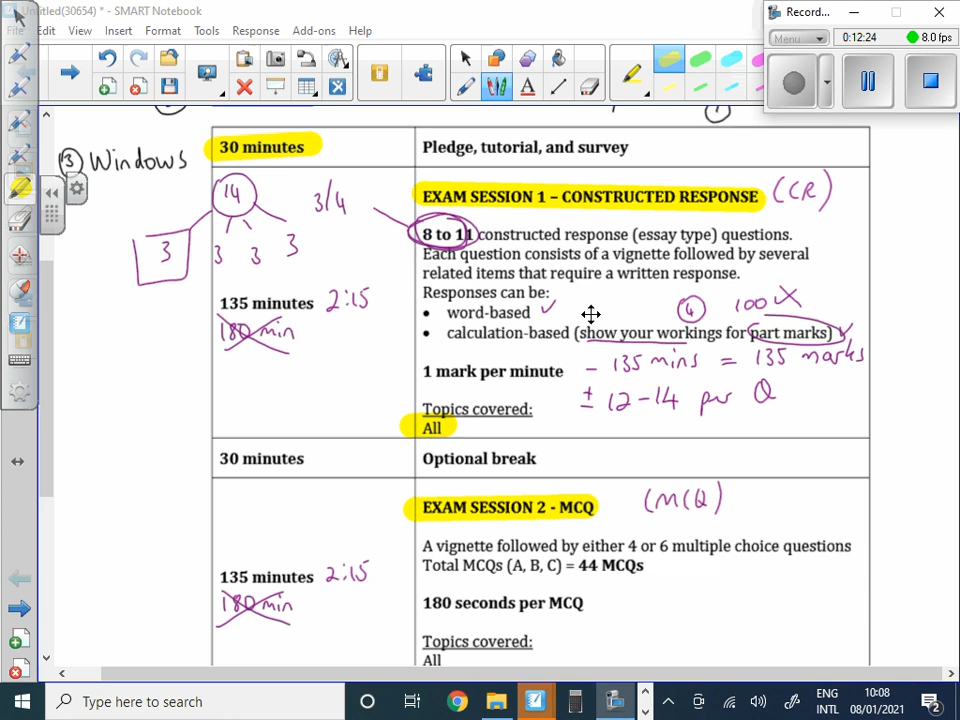 Untitled(30654) * - SMART Notebook
File Edit View Insert Format Tools Response Add-ons Help
Record...
Menu
0:12:24
8.0 fps
③ Windows
30 minutes
Pledge, tutorial, and survey
14
3/4
3
3
3
3
EXAM SESSION 1 – CONSTRUCTED RESPONSE (CR)
8 to 11 constructed response (essay type) questions.
Each question consists of a vignette followed by several
related items that require a written response.
Responses can be:
135 minutes 2:15
180 min
• word-based ✓
④ 100 X
• calculation-based (show your workings for part marks) ✓
1 mark per minute – 135 mins = 135 marks
± 12-14 per Q
Topics covered:
All
30 minutes
Optional break
EXAM SESSION 2 - MCQ (MCQ)
A vignette followed by either 4 or 6 multiple choice questions
Total MCQs (A, B, C) = 44 MCQs
135 minutes 2:15
180 min
180 seconds per MCQ
Topics covered:
All
Type here to search
ENG
INTL
10:08
08/01/2021
2